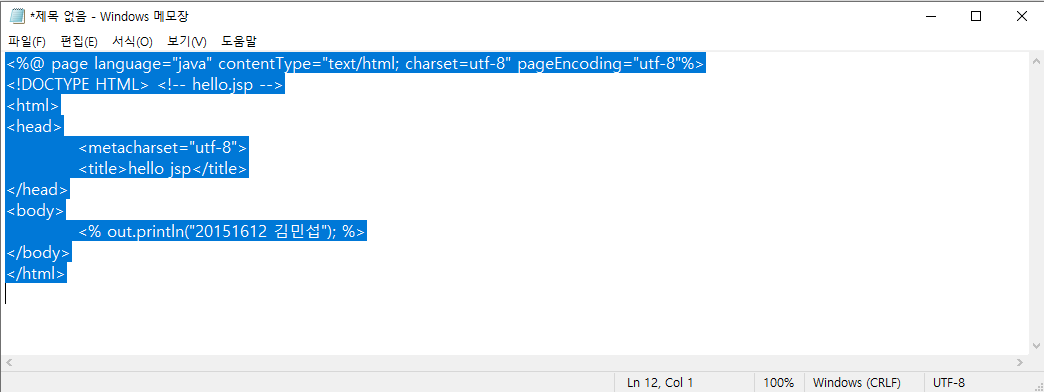 *제목 없음 - Windows 메모장
파일(F) 편집(E) 서식(O) 보기(V) 도움말
<%@ page language="java" contentType="text/html; charset=utf-8" pageEncoding="utf-8"%>
<!DOCTYPE HTML> <!-- hello.jsp -->
<html>
<head>
<metacharset="utf-8">
<title>hello jsp</title>
</head>
<body>
<% out.println("20151612 김민섭"); %>
</body>
</html>
Ln 12, Col 1 100% Windows (CRLF) UTF-8